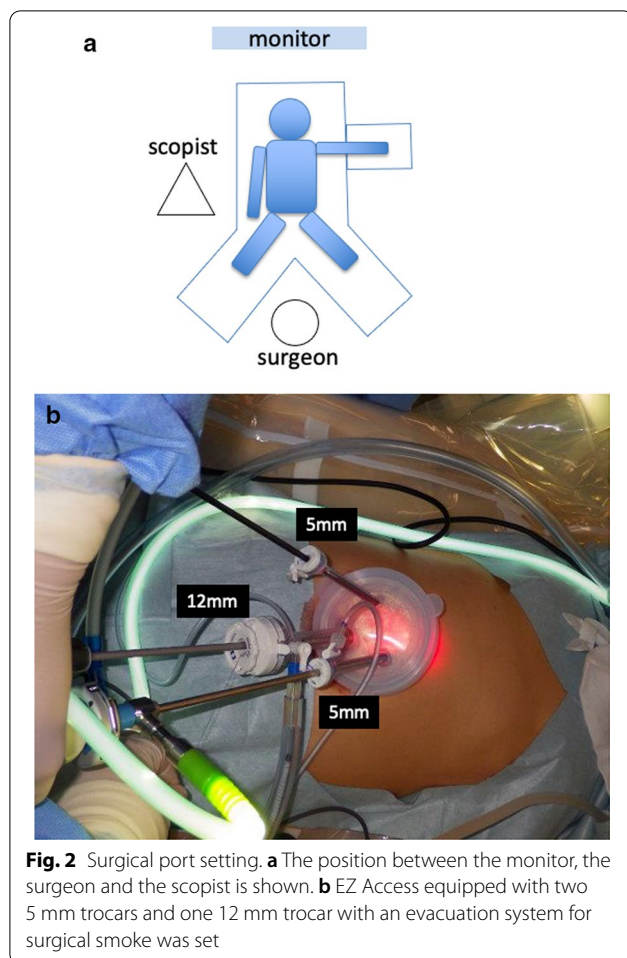 a
monitor
scopist
surgeon
b
5mm
12mm
5mm
Fig. 2 Surgical port setting. a The position between the monitor, the
surgeon and the scopist is shown. b EZ Access equipped with two
5 mm trocars and one 12 mm trocar with an evacuation system for
surgical smoke was set